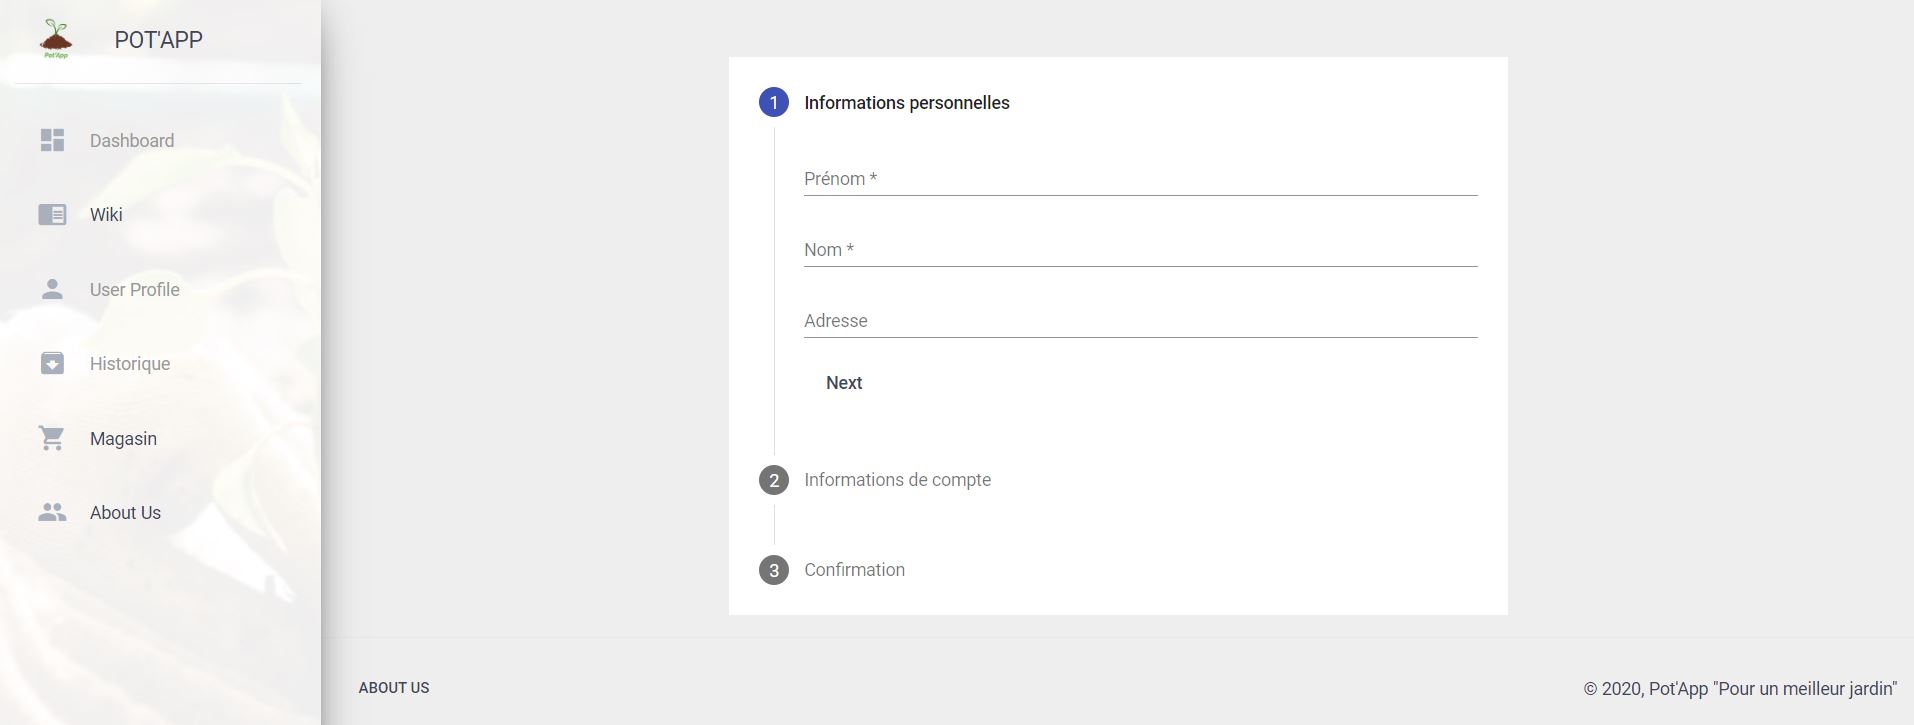 Pot'App
POT'APP
Dashboard
Wiki
User Profile
Historique
Magasin
About Us
1 Informations personnelles
Prénom *
Nom *
Adresse
Next
2 Informations de compte
3 Confirmation
ABOUT US
© 2020, Pot'App "Pour un meilleur jardin"